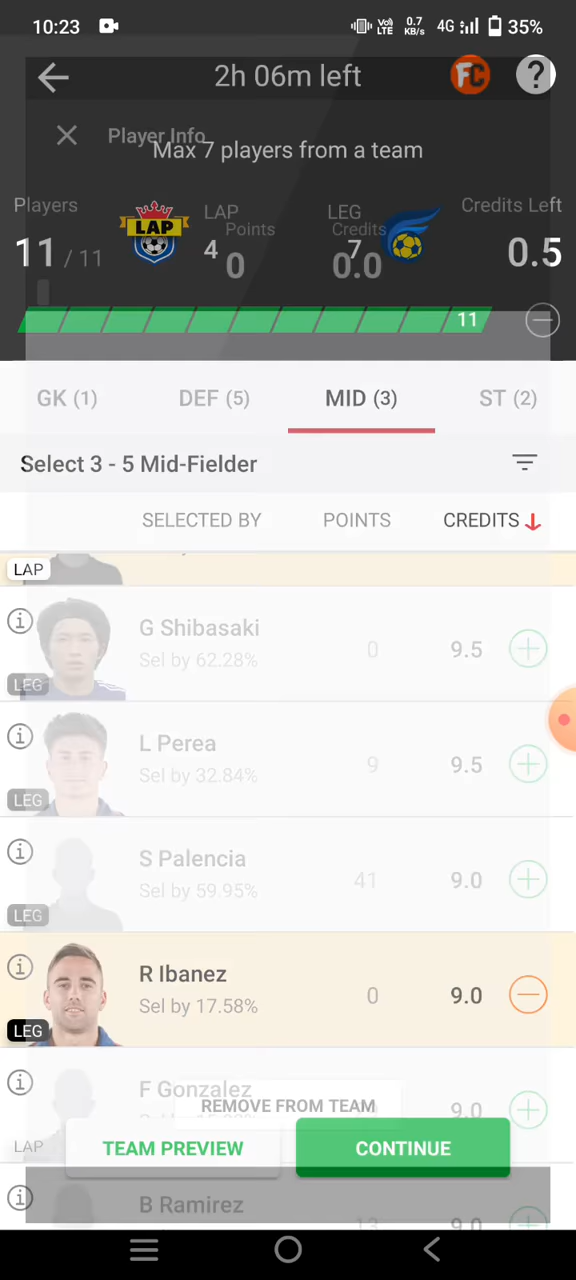 10:23 Vo) LTE 0.7 KB/s 4G 35%
2h 06m left FC ?
Player Info
Max 7 players from a team
Players LAP LEG Credits Left
Points Credits
11 / 11 LAP 4 0 7 0.0 0.5
11
GK (1) DEF (5) MID (3) ST (2)
Select 3 - 5 Mid-Fielder
SELECTED BY POINTS CREDITS
LAP
G Shibasaki
Sel by 62.28% 0 9.5
LEG
L Perea
Sel by 32.84% 9 9.5
LEG
S Palencia
Sel by 59.95% 41 9.0
LEG
R Ibanez
Sel by 17.58% 0 9.0
LEG
F Gonzalez
REMOVE FROM TEAM 9.0
LAP TEAM PREVIEW CONTINUE
B Ramirez
13 9.0